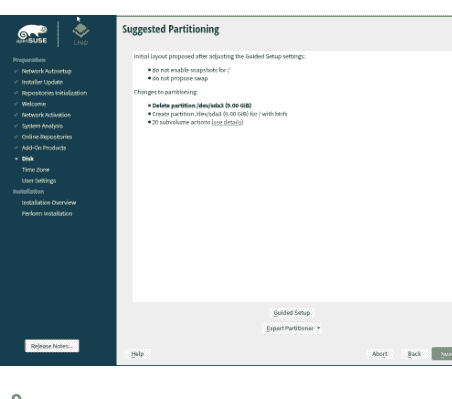 openSUSE
Leap
Suggested Partitioning
Preparation
Network Autosetup
Installer Update
Repositories Initialization
Welcome
Network Activation
System Analysis
Online Repositories
Add-On Products
Disk
Time Zone
User Settings
Installation
Installation Overview
Perform Installation
Release Notes...
Initial layout proposed after adjusting the Guided Setup settings:
do not enable snapshots for /
do not propose swap
Changes to partitioning:
Delete partition /dev/sda3 (9.00 GiB)
Create partition /dev/sda3 (9.00 GiB) for / with btrfs
20 subvolume actions (see details)
Guided Setup
Expert Partitioner
Help
Abort
Back